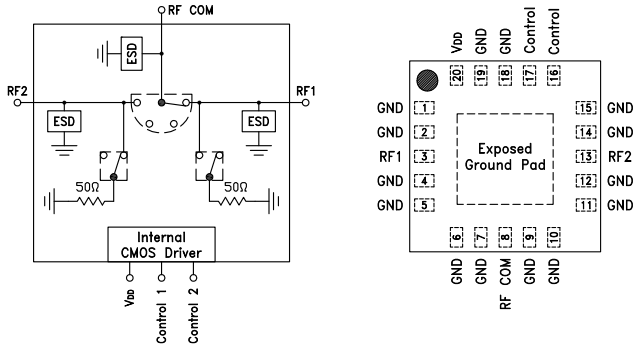 RF COM
ESD
RF2
RF1
ESD
ESD
50Ω
50Ω
Internal
CMOS Driver
VDD
Control 1
Control 2
VDD
GND
GND
Control
Control
20
19
18
17
16
GND 1
GND 2
RF1 3
GND 4
GND 5
Exposed
Ground Pad
15 GND
14 GND
13 RF2
12 GND
11 GND
6
7
8
9
10
GND
GND
RF COM
GND
GND